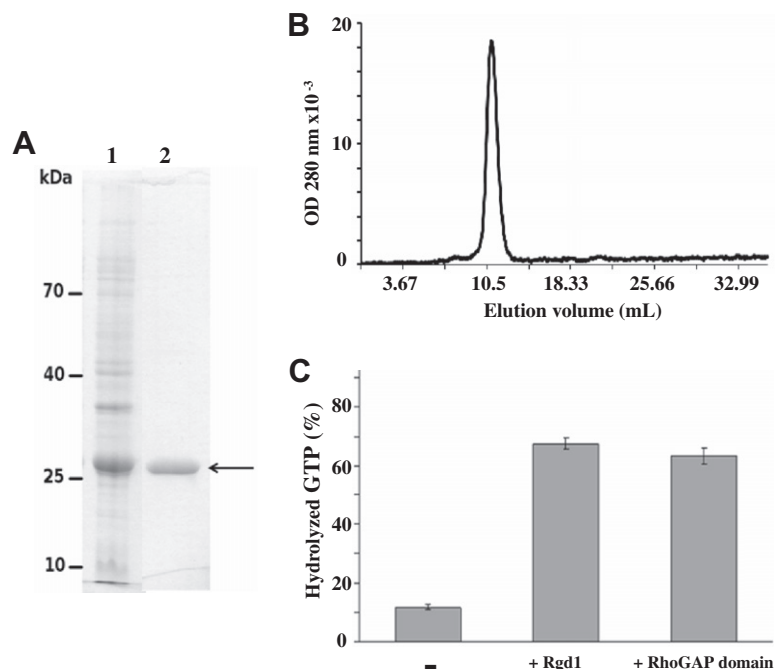 A
1 2
kDa
70
40
25
10
B
OD 280 nm x10-3
20
10
0
3.67 10.5 18.33 25.66 32.99
Elution volume (mL)
C
Hydrolyzed GTP (%)
80
60
40
20
0
- + Rgd1 + RhoGAP domain